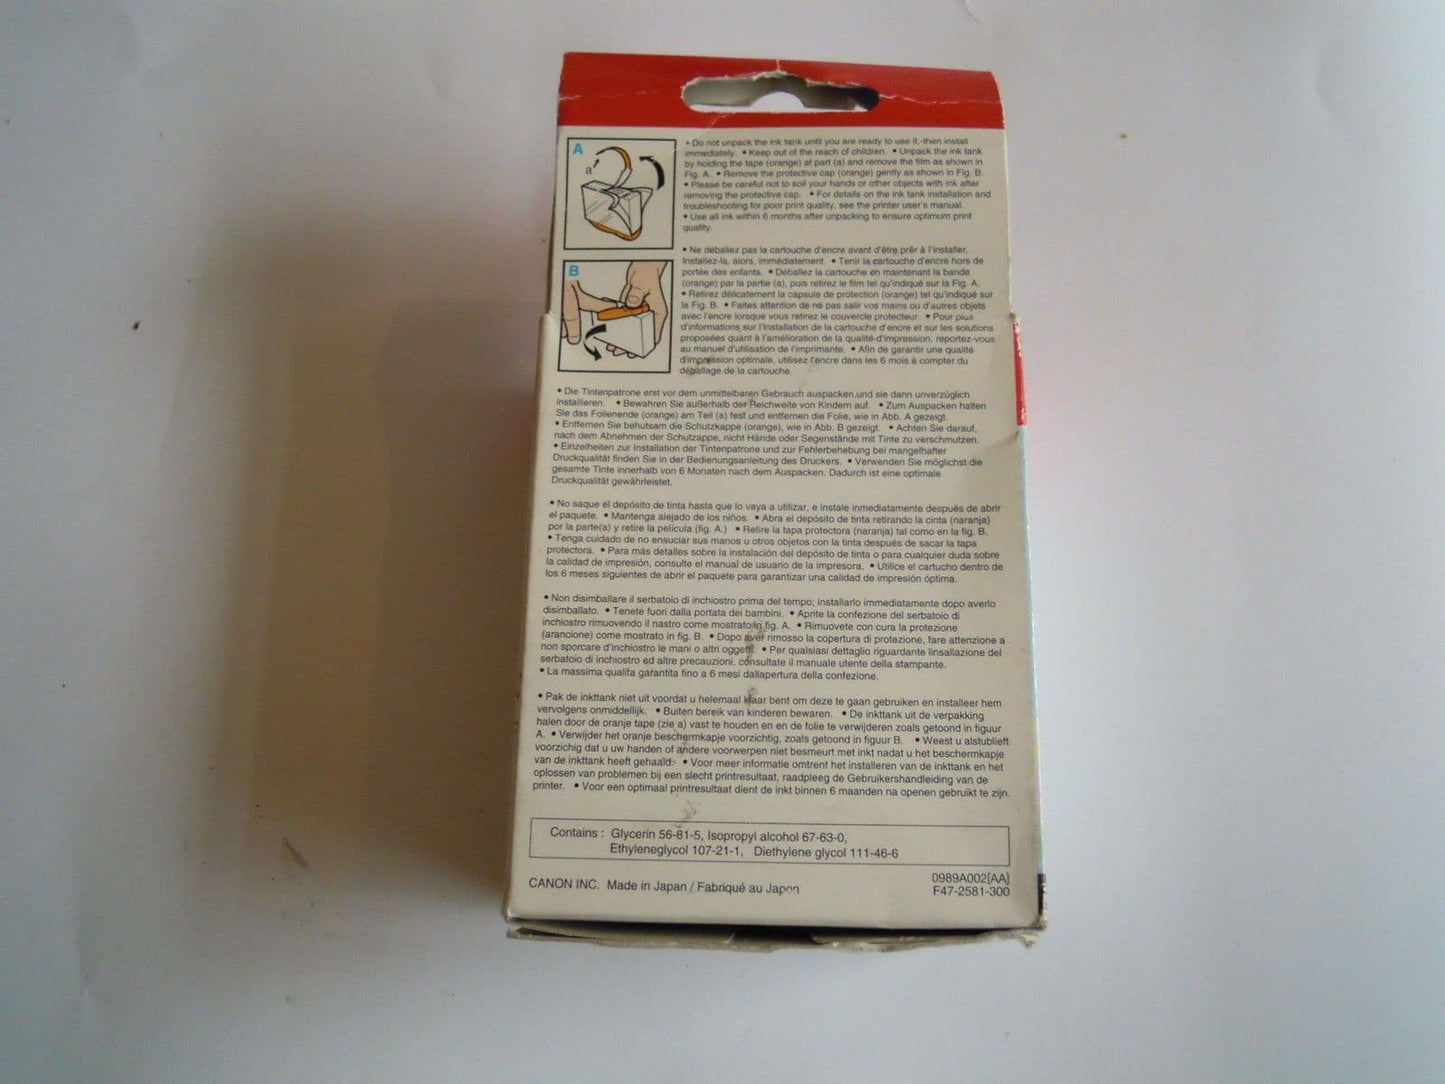 A
a
• Do not unpack the ink tank until you are ready to use it,-then install
immediately. • Keep out of the reach of children. • Unpack the ink tank
by holding the tape (orange) at part (a) and remove the film as shown in
Fig. A. • Remove the protective cap (orange) gently as shown in Fig. B.
• Please be careful not to soil your hands or other objects with ink after
removing the protective cap. • For details on the ink tank installation and
troubleshooting for poor print quality, see the printer user's manual.
• Use all ink within 6 months after unpacking to ensure optimum print
quality.
B
• Ne déballez pas la cartouche d'encre avant d'être prêr à l'installer.
Installez-la, alors, immédiatement. • Tenir la cartouche d'encre hors de
portée des enfants. • Déballez la cartouche en maintenant la bande
(orange) par la partie (a), puis retirez le film tel qu'indiqué sur la Fig. A.
• Retirez délicatement la capsule de protection (orange) tel qu'indiqué sur
la Fig. B. • Faites attention de ne pas salir vos mains ou d'autres objets
avec l'encre lorsque vous retirez le couvercle protecteur. • Pour plus
d'informations sur l'installation de la cartouche d'encre et sur les solutions
proposées quant à l'amélioration de la qualité d'impression, reportez-vous
au manuel d'utilisation de l'imprimante. • Afin de garantir une qualité
d'impression optimale, utilisez l'encre dans les 6 mois à compter du
déballage de la cartouche.
• Die Tintenpatrone erst vor dem unmittelbaren Gebrauch auspacken,und sie dann unverzüglich
installieren. • Bewahren Sie außerhalb der Reichweite von Kindern auf. • Zum Auspacken halten
Sie das Folienende (orange) am Teil (a) fest und entfernen die Folie, wie in Abb. A gezeigt.
• Entffernen Sie behutsam die Schutzkappe (orange), wie in Abb. B gezeigt. • Achten Sie darauf,
nach dem Abnehmen der Schutzappe, nicht Hände oder Segenstände mit Tinte zu verschmutzen.
• Einzelheiten zur Installation der Tintenpatrone und zur Fehlerbehebung bei mangelhafter
Druckqualität finden Sie in der Bedienungsanleitung des Druckers. • Verwenden Sie möglichst die
gesamte Tinte innerhalb von 6 Monaten nach dem Auspacken. Dadurch ist eine optimale
Druckqualität gewährleistet.
• No saque el depósito de tinta hasta que lo vaya a utilizar, e instale inmediatamente después de abrir
el paquete. • Mantenga alejado de los niños. • Abra el depósito de tinta retirando la cinta (naranja)
por la parte(a) y retire la película (fig. A.) • Retire la tapa protectora (naranja) tal como en la fig. B.
• Tenga cuidado de no ensuciar sus manos u otros objetos con la tinta después de sacar la tapa
protectora. • Para más detalles sobre la instalación del depósito de tinta o para cualquier duda sobre
la calidad de impresión, consulte el manual de usuario de la impresora. • Utilice el cartucho dentro de
los 6 meses siguientes de abrir el paquete para garantizar una calidad de impresión óptima.
• Non disimballare il serbatoio di inchiostro prima del tempo; installarlo immediatamente dopo averlo
disimballato. • Tenete fuori dalla portata dei bambini. • Aprite la confezione del serbatoio di
inchiostro rimuovendo il nastro come mostrato in fig. A. • Rimuovete con cura la protezione
(arancione) come mostrato in fig. B. • Dopo aver rimosso la copertura di protezione, fare attenzione a
non sporcare d'inchiostro le mani o altri oggetti. • Per qualsiasi dettaglio riguardante linsallazione del
serbatoio di inchiostro ed altre precauzioni, consultate il manuale utente della stampante.
• La massima qualita garantita fino a 6 mesi dallapertura della confezione.
• Pak de inkttank niet uit voordat u helemaal klaar bent om deze te gaan gebruiken en installeer hem
vervolgens onmiddellijk. • Buiten bereik van kinderen bewaren. • De inkttank uit de verpakking
halen door de oranje tape (zie a) vast te houden en en de folie te verwijderen zoals getoond in figuur
A. • Verwijder het oranje beschermkapje voorzichtig, zoals getoond in figuur B. • Weest u alstublieft
voorzichtig dat u uw handen of andere voorwerpen niet besmeurt met inkt nadat u het beschermkapje
van de inkttank heeft gehaald. • Voor meer informatie omtrent het installeren van de inkttank en het
oplossen van problemen bij een slecht printresultaat, raadpleeg de Gebruikershandleiding van de
printer. • Voor een optimaal printresultaat dient de inkt binnen 6 maanden na openen gebruikt te zijn.
Contains : Glycerin 56-81-5, Isopropyl alcohol 67-63-0,
Ethyleneglycol 107-21-1, Diethylene glycol 111-46-6
CANON INC. Made in Japan / Fabriqué au Japon
0989A002[AA]
F47-2581-300